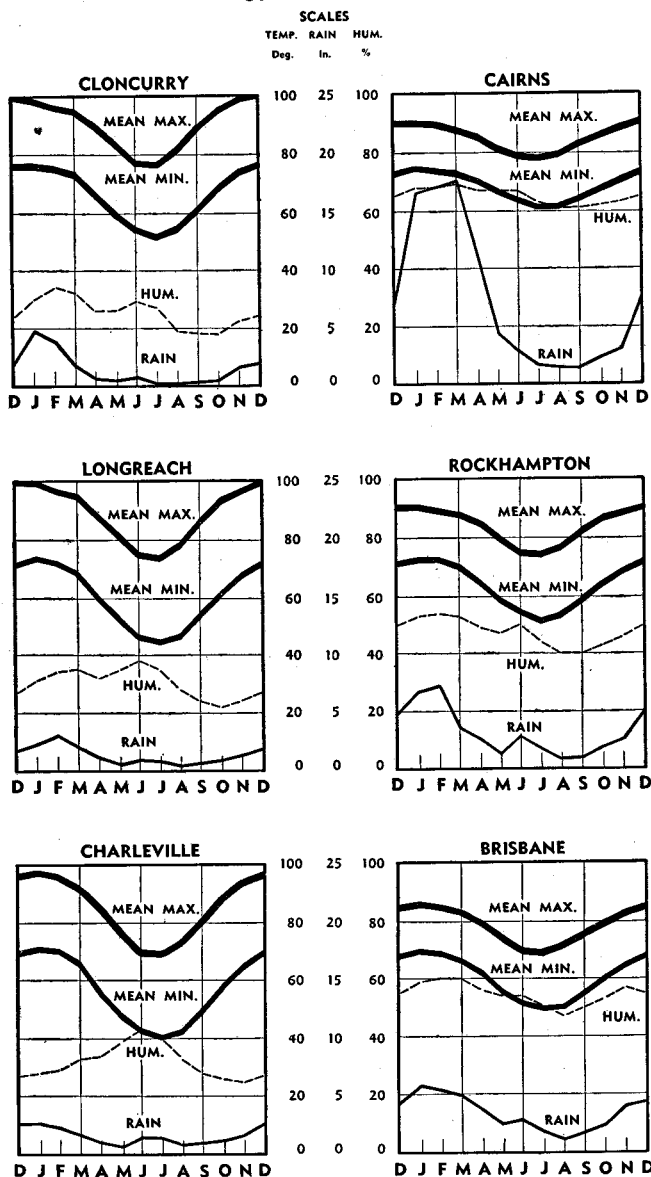 SCALES
TEMP. RAIN HUM.
Deg. In. %
CLONCURRY
CAIRNS
100 25 100
80 20 80
60 15 60
40 10 40
20 5 20
0 0 0
MEAN MAX.
MEAN MIN.
HUM.
RAIN
D J F M A M J J A S O N D
MEAN MAX.
MEAN MIN.
HUM.
RAIN
D J F M A M J J A S O N D
LONGREACH
ROCKHAMPTON
100 25 100
80 20 80
60 15 60
40 10 40
20 5 20
0 0 0
MEAN MAX.
MEAN MIN.
HUM.
RAIN
D J F M A M J J A S O N D
MEAN MAX.
MEAN MIN.
HUM.
RAIN
D J F M A M J J A S O N D
CHARLEVILLE
BRISBANE
100 25 100
80 20 80
60 15 60
40 10 40
20 5 20
0 0 0
MEAN MAX.
MEAN MIN.
HUM.
RAIN
D J F M A M J J A S O N D
MEAN MAX.
MEAN MIN.
HUM.
RAIN
D J F M A M J J A S O N D